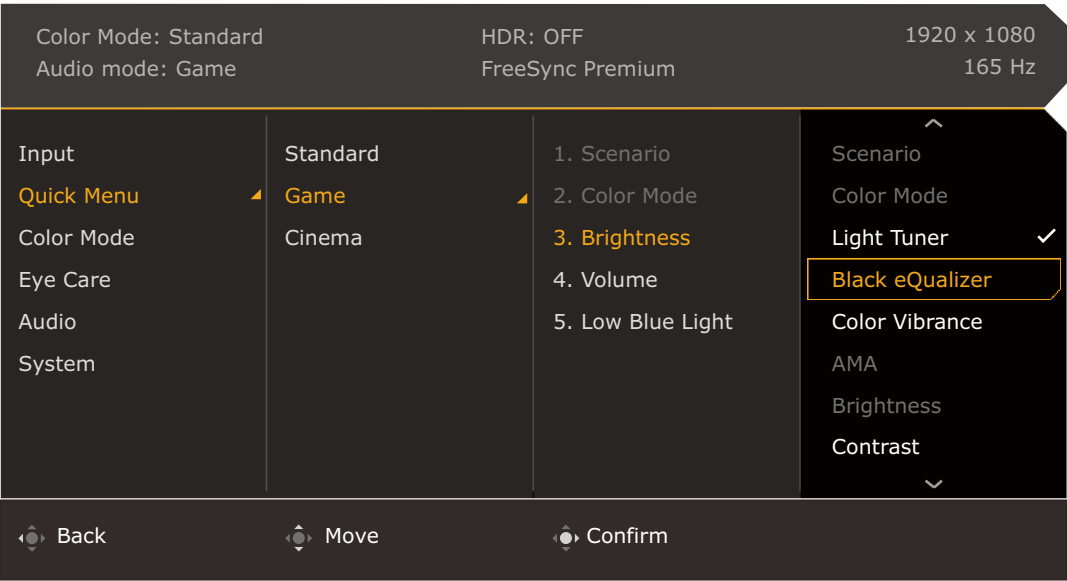 Color Mode: Standard
Audio mode: Game
HDR: OFF
FreeSync Premium
1920 x 1080
165 Hz
Input
Quick Menu
Color Mode
Eye Care
Audio
System
Standard
Game
Cinema
1. Scenario
2. Color Mode
3. Brightness
4. Volume
5. Low Blue Light
Scenario
Color Mode
Light Tuner
Black eQualizer
Color Vibrance
AMA
Brightness
Contrast
Back
Move
Confirm